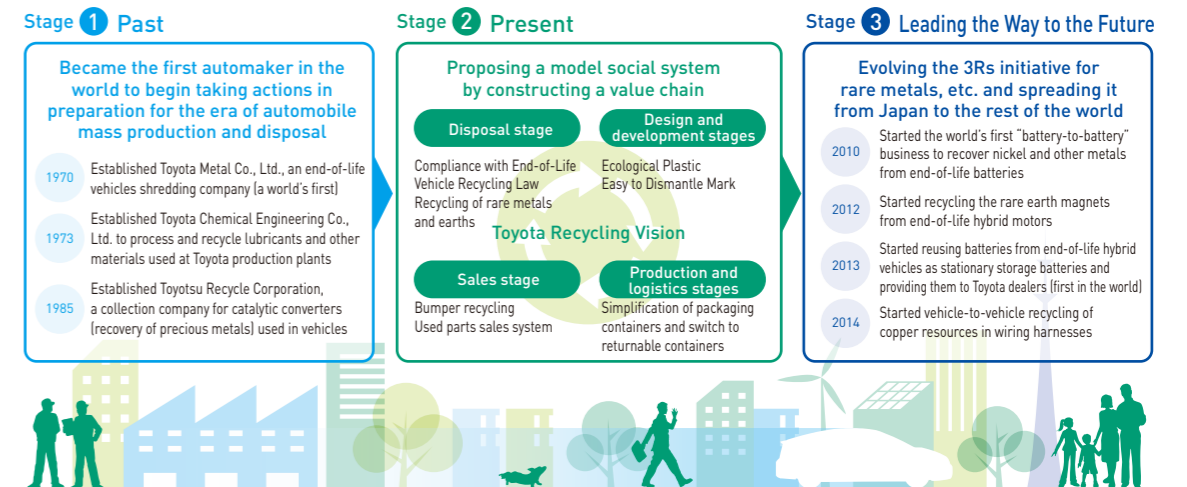 Stage 1 Past
Became the first automaker in the
world to begin taking actions in
preparation for the era of automobile
mass production and disposal
1970
Established Toyota Metal Co., Ltd., an end-of-life
vehicles shredding company (a world's first)
1973
Established Toyota Chemical Engineering Co.,
Ltd. to process and recycle lubricants and other
materials used at Toyota production plants
1985
Established Toyotsu Recycle Corporation,
a collection company for catalytic converters
(recovery of precious metals) used in vehicles
Stage 2 Present
Proposing a model social system
by constructing a value chain
Disposal stage
Compliance with End-of-Life
Vehicle Recycling Law
Recycling of rare metals
and earths
Design and
development stages
Ecological Plastic
Easy to Dismantle Mark
Toyota Recycling Vision
Sales stage
Bumper recycling
Used parts sales system
Production and
logistics stages
Simplification of packaging
containers and switch to
returnable containers
Stage 3 Leading the Way to the Future
Evolving the 3Rs initiative for
rare metals, etc. and spreading it
from Japan to the rest of the world
2010
Started the world's first "battery-to-battery"
business to recover nickel and other metals
from end-of-life batteries
2012
Started recycling the rare earth magnets
from end-of-life hybrid motors
2013
Started reusing batteries from end-of-life hybrid
vehicles as stationary storage batteries and
providing them to Toyota dealers (first in the world)
2014
Started vehicle-to-vehicle recycling of
copper resources in wiring harnesses